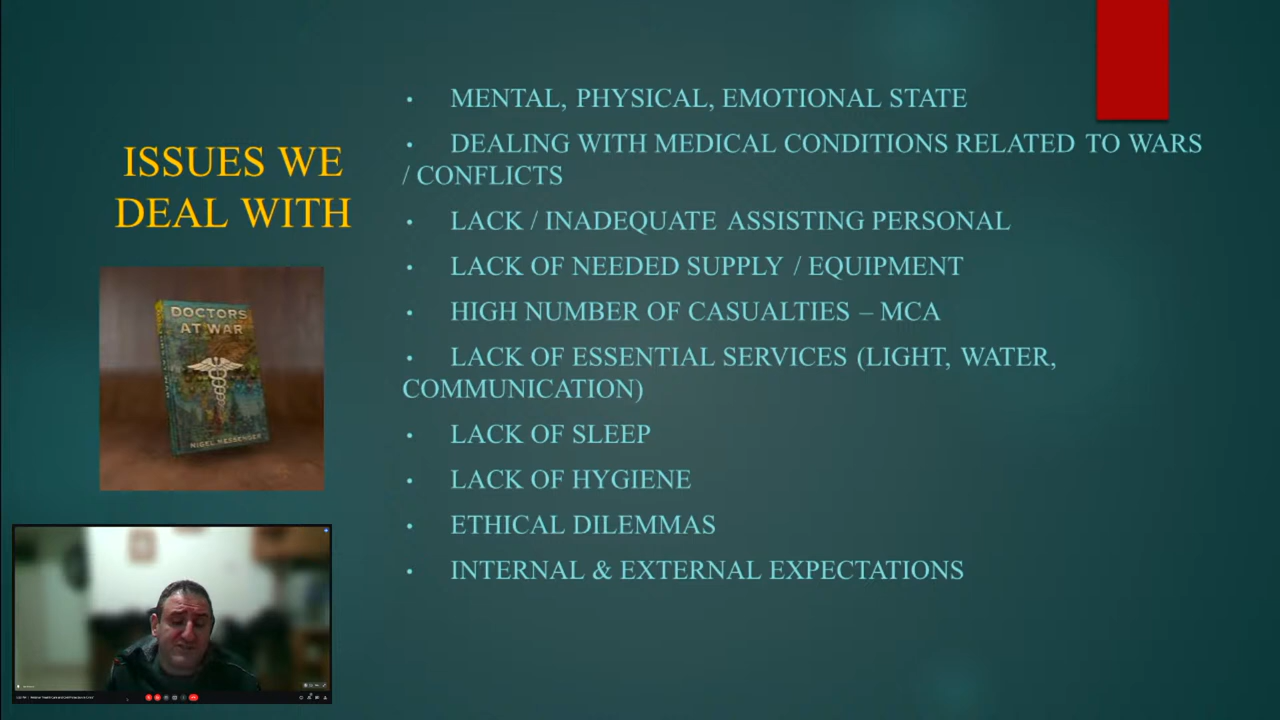 ISSUES WE
DEAL WITH
• MENTAL, PHYSICAL, EMOTIONAL STATE
• DEALING WITH MEDICAL CONDITIONS RELATED TO WARS
/ CONFLICTS
• LACK / INADEQUATE ASSISTING PERSONAL
• LACK OF NEEDED SUPPLY / EQUIPMENT
• HIGH NUMBER OF CASUALTIES – MCA
• LACK OF ESSENTIAL SERVICES (LIGHT, WATER,
COMMUNICATION)
• LACK OF SLEEP
• LACK OF HYGIENE
• ETHICAL DILEMMAS
• INTERNAL & EXTERNAL EXPECTATIONS
DOCTORS
AT WAR
NIGEL MESSENGER